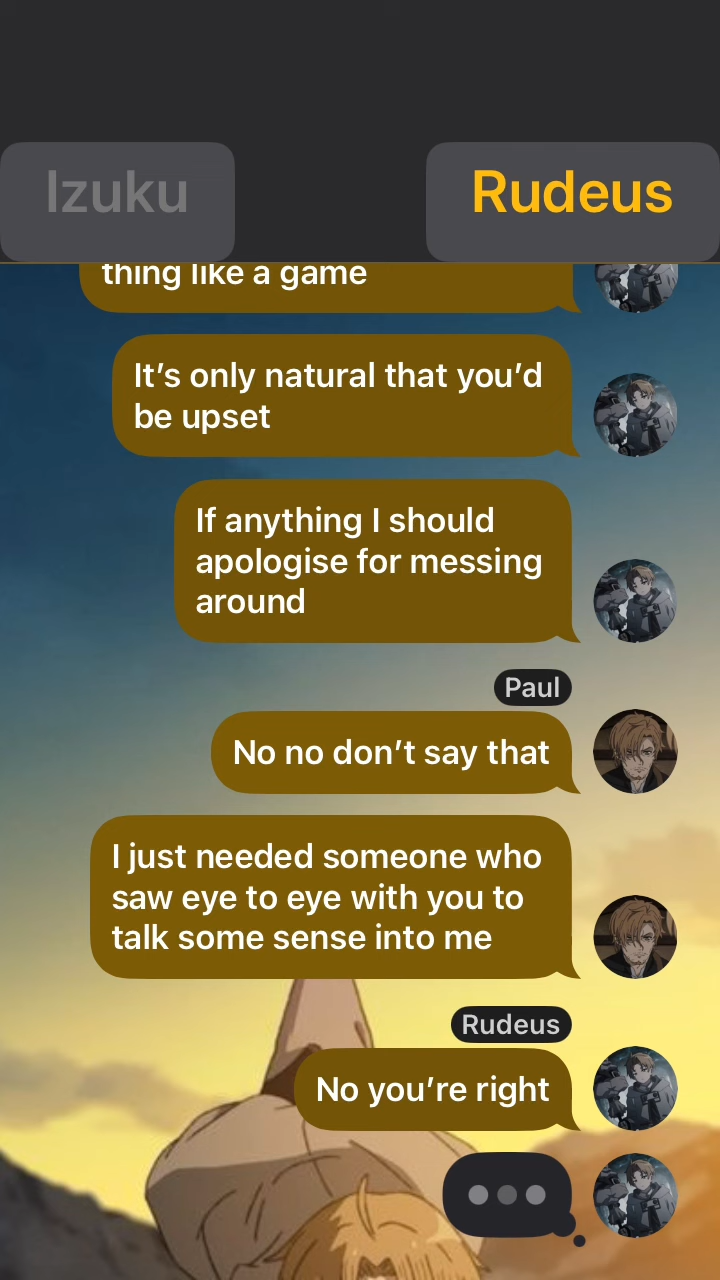 Izuku
Rudeus
thing like a game
It's only natural that you'd
be upset
If anything I should
apologise for messing
around
Paul
No no don't say that
I just needed someone who
saw eye to eye with you to
talk some sense into me
Rudeus
No you're right